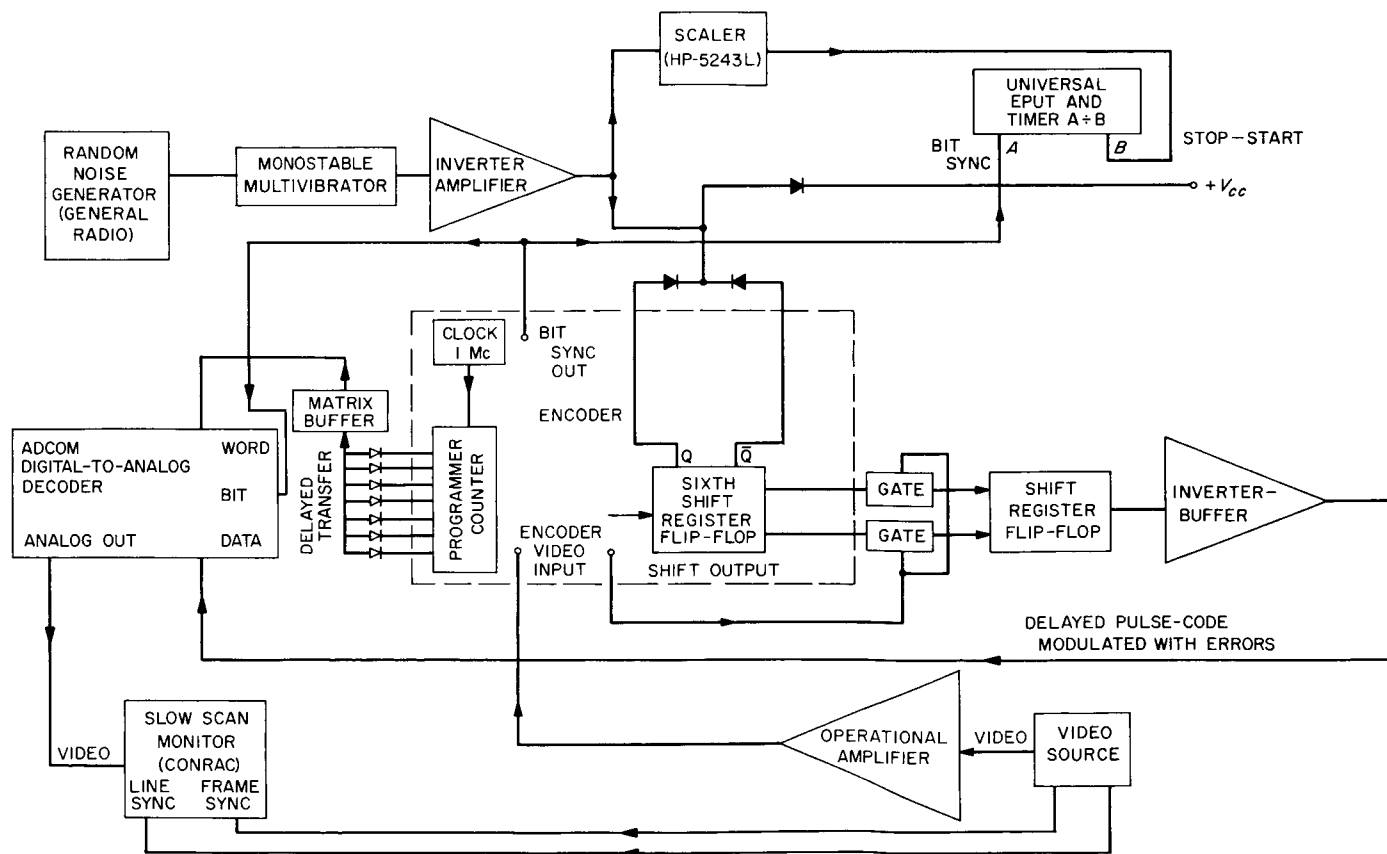 SCALER
(HP-5243L)
UNIVERSAL
EPUT AND
TIMER A÷B
BIT
SYNC
A
B
STOP-START
RANDOM
NOISE
GENERATOR
(GENERAL
RADIO)
MONOSTABLE
MULTIVIBRATOR
INVERTER
AMPLIFIER
+Vcc
CLOCK
1 Mc
BIT
SYNC
OUT
MATRIX
BUFFER
ENCODER
ADCOM
DIGITAL-TO-ANALOG
DECODER
WORD
BIT
ANALOG OUT
DATA
DELAYED
TRANSFER
PROGRAMMER
COUNTER
Q
Q̅
SIXTH
SHIFT
REGISTER
FLIP-FLOP
ENCODER
VIDEO
INPUT
SHIFT OUTPUT
GATE
GATE
SHIFT
REGISTER
FLIP-FLOP
INVERTER-
BUFFER
DELAYED PULSE-CODE
MODULATED WITH ERRORS
SLOW SCAN
MONITOR
(CONRAC)
LINE
SYNC
FRAME
SYNC
VIDEO
OPERATIONAL
AMPLIFIER
VIDEO
VIDEO
SOURCE